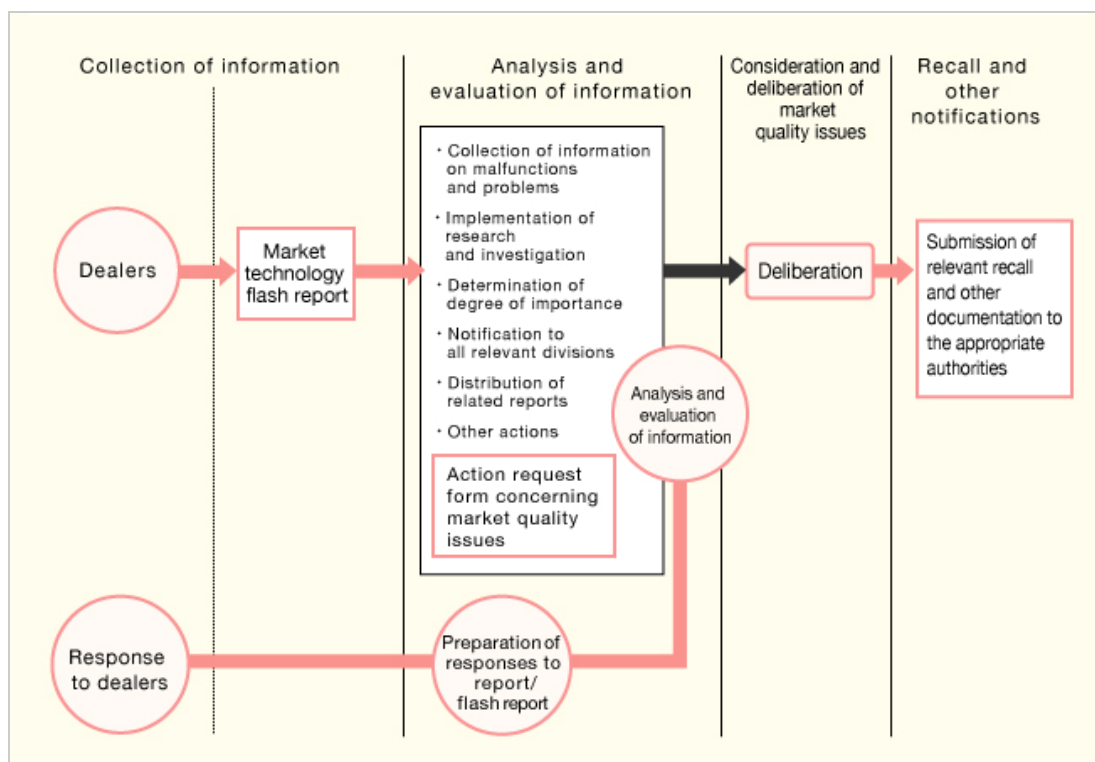 Collection of information
Analysis and
evaluation of information
Consideration and
deliberation of
market
quality issues
Recall and
other
notifications
Dealers
Market
technology
flash report
・Collection of information
on malfunctions
and problems
・Implementation of
research
and investigation
・Determination of
degree of importance
・Notification to
all relevant divisions
・Distribution of
related reports
・Other actions
Action request
form concerning
market quality
issues
Analysis and
evaluation
of information
Deliberation
Submission of
relevant recall
and other
documentation to
the appropriate
authorities
Response
to dealers
Preparation of
responses to
report/
flash report